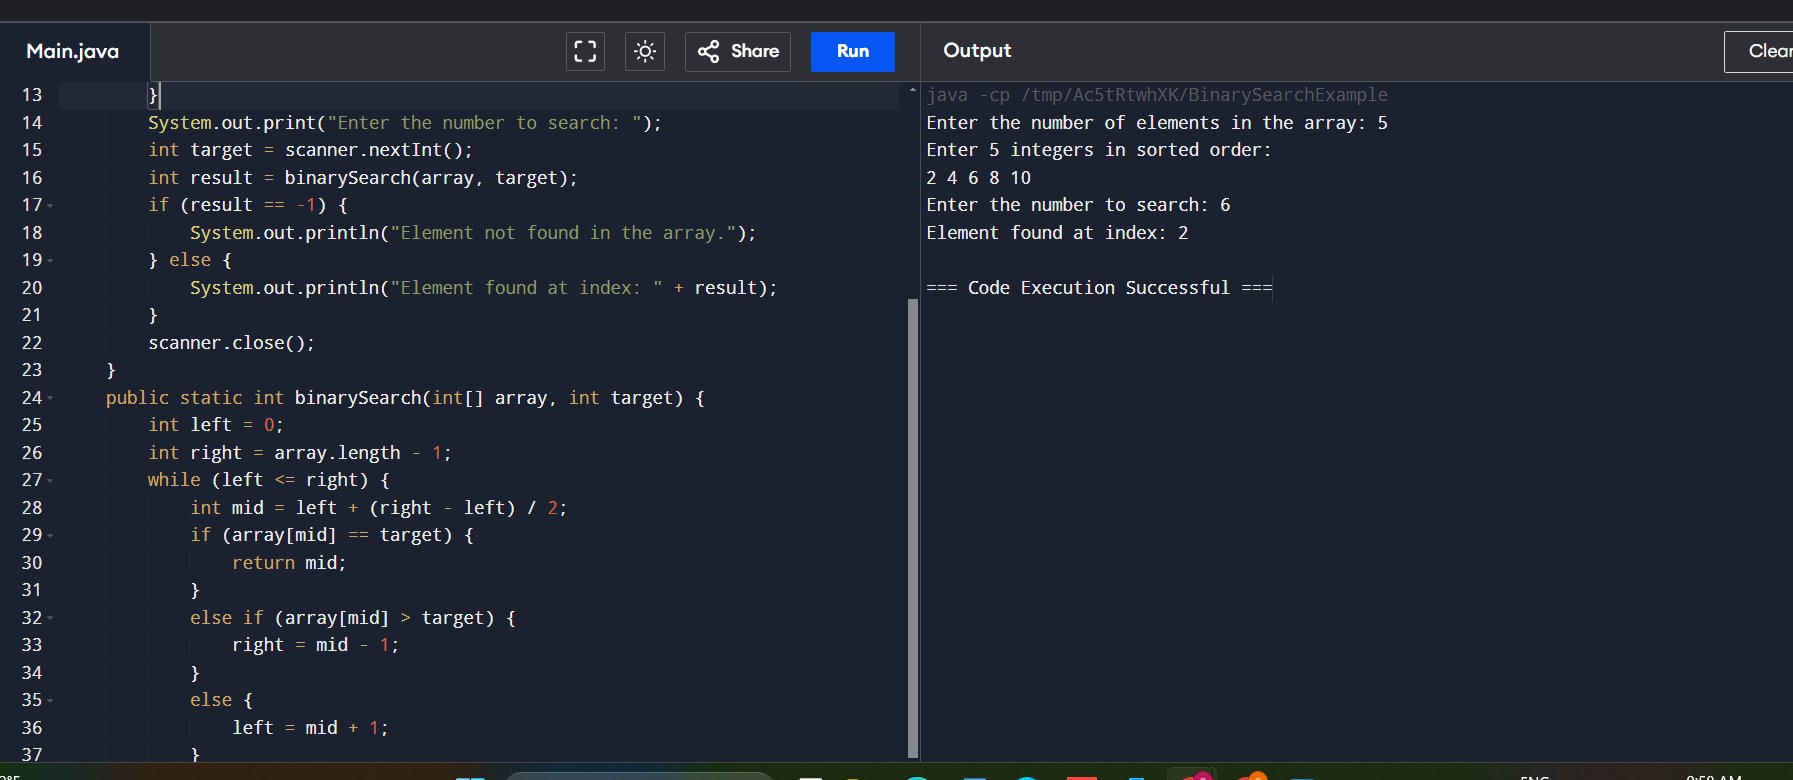 Main.java
Share
Run
Output
Clear
13 }
14 System.out.print("Enter the number to search: ");
15 int target = scanner.nextInt();
16 int result = binarySearch(array, target);
17 if (result == -1) {
18 System.out.println("Element not found in the array.");
19 } else {
20 System.out.println("Element found at index: " + result);
21 }
22 scanner.close();
23 }
24 public static int binarySearch(int[] array, int target) {
25 int left = 0;
26 int right = array.length - 1;
27 while (left <= right) {
28 int mid = left + (right - left) / 2;
29 if (array[mid] == target) {
30 return mid;
31 }
32 else if (array[mid] > target) {
33 right = mid - 1;
34 }
35 else {
36 left = mid + 1;
37 }
java -cp /tmp/Ac5tRtwhXK/BinarySearchExample
Enter the number of elements in the array: 5
Enter 5 integers in sorted order:
2 4 6 8 10
Enter the number to search: 6
Element found at index: 2
=== Code Execution Successful ===